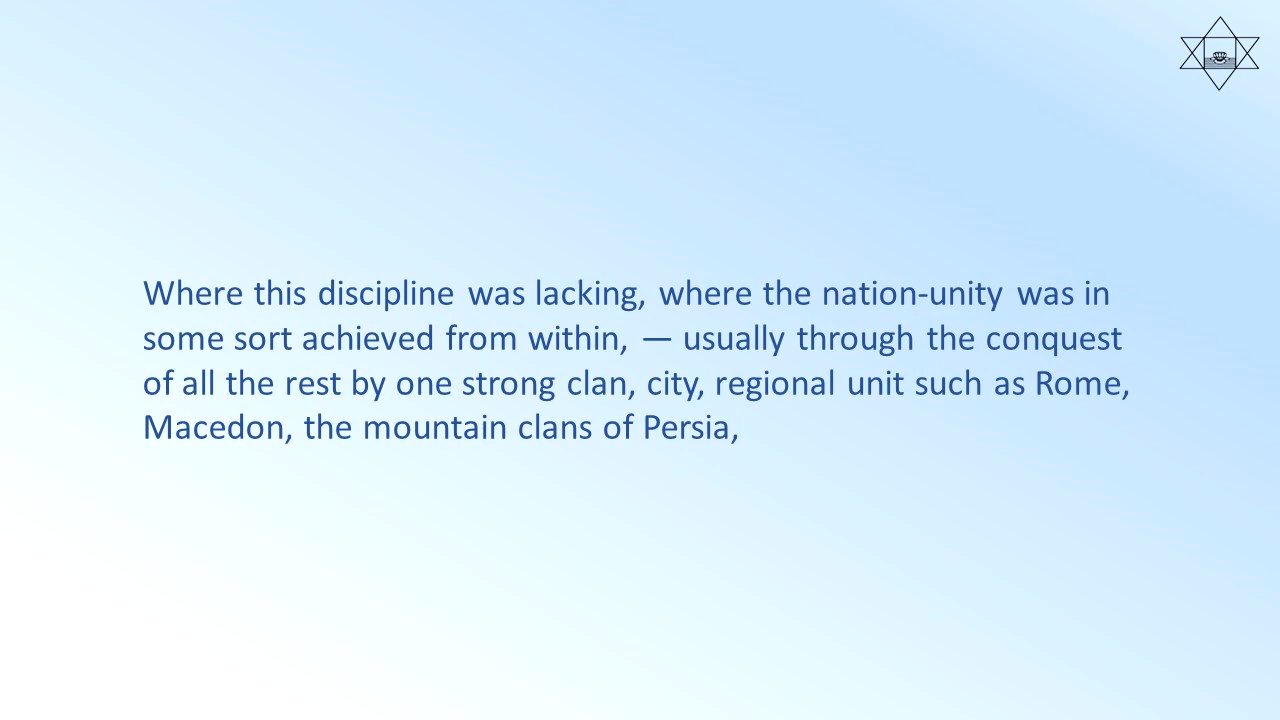 Where this discipline was lacking, where the nation-unity was in
some sort achieved from within, — usually through the conquest
of all the rest by one strong clan, city, regional unit such as Rome,
Macedon, the mountain clans of Persia,